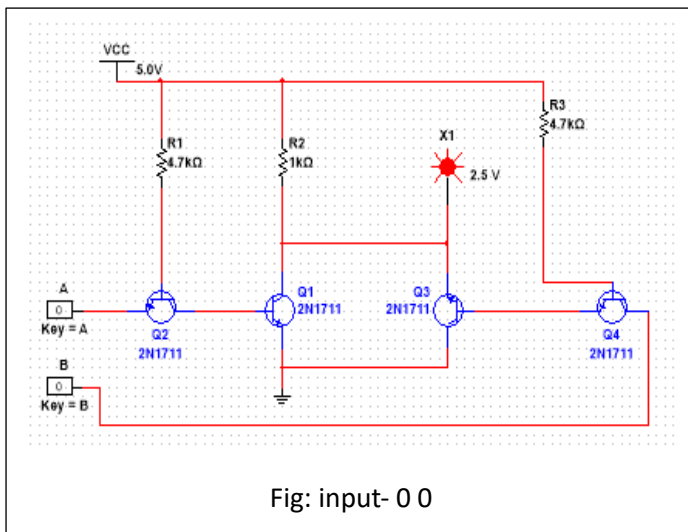 VCC
5.0V
R1
4.7kΩ
R2
1kΩ
X1
2.5 V
R3
4.7kΩ
A
0
Key = A
Q2
2N1711
Q1
2N1711
Q3
2N1711
Q4
2N1711
B
0
Key = B
Fig: input- 0 0